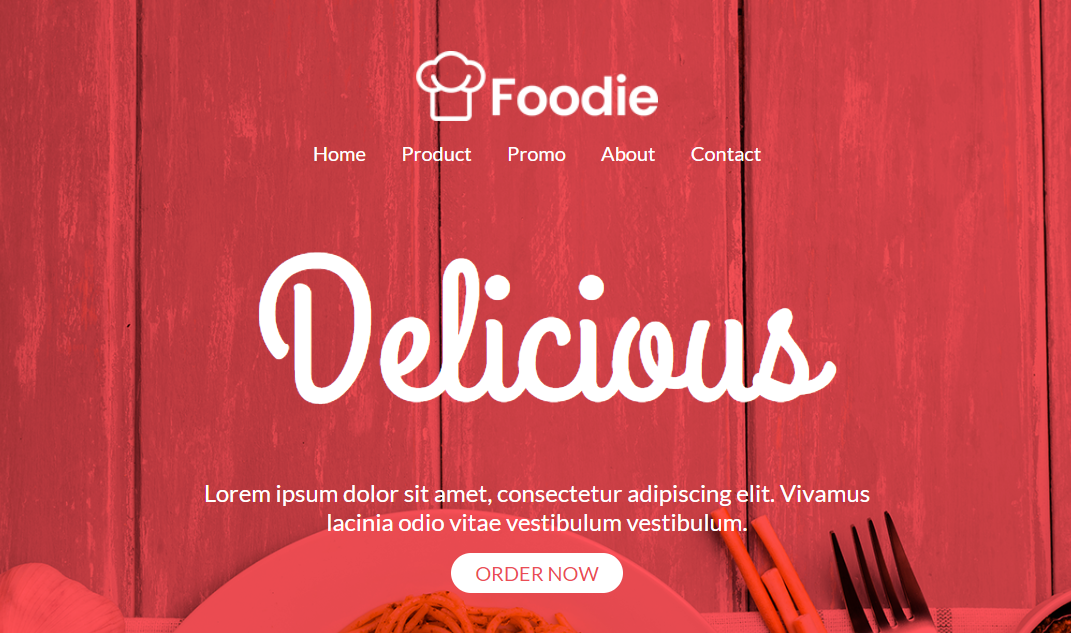 Foodie
Home Product Promo About Contact
Delicious
Lorem ipsum dolor sit amet, consectetur adipiscing elit. Vivamus
lacinia odio vitae vestibulum vestibulum.
ORDER NOW